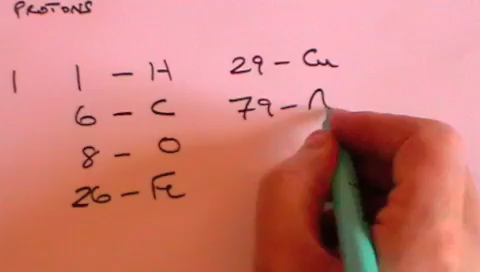 PROTONS
1 1 - H 29 - Cu
6 - C 79 -
8 - O
26 - Fe